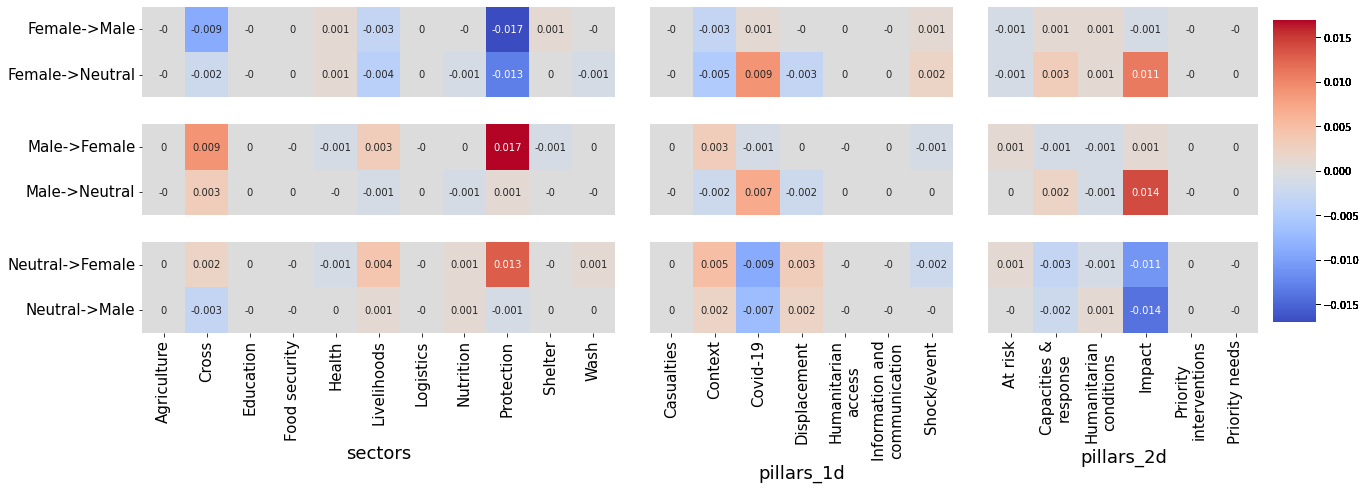 Female->Male -0 -0.009 -0 0 0.001 -0.003 0 -0 -0.017 0.001 -0 -0 -0.003 0.001 -0 0 0 0.001 -0.001 0.001 0.001 -0.001 -0 -0 0.015
Female->Neutral -0 -0.002 -0 0 0.001 -0.004 0 -0.001 -0.013 0 -0.001 -0 -0.005 0.009 -0.003 0 0 0.002 -0.001 0.003 0.001 0.011 -0 0 0.010
0.005
Male->Female 0 0.009 0 -0 -0.001 0.003 -0 0 0.017 -0.001 0 0 0.003 -0.001 0 -0 0 -0.001 0.001 -0.001 -0.001 0.001 0 0 0.000
Male->Neutral -0 0.003 0 0 -0 -0.001 0 -0.001 0.001 -0 -0 -0 -0.002 0.007 -0.002 0 0 0 0 0.002 -0.001 0.014 -0 0 −0.005
Neutral->Female 0 0.002 0 -0 -0.001 0.004 -0 0.001 0.013 -0 0.001 0 0.005 -0.009 0.003 -0 -0 -0.002 0.001 -0.003 -0.001 -0.011 0 -0 −0.010
Neutral->Male 0 -0.003 -0 -0 0 0.001 -0 0.001 -0.001 0 0 0 0.002 -0.007 0.002 -0 -0 0 -0 -0.002 0.001 -0.014 0 -0 −0.015
Agriculture
Cross
Education
Food security
Health
Livelihoods
Logistics
Nutrition
Protection
Shelter
Wash
Casualties
Context
Covid-19
Displacement
Humanitarian
access
Information and
communication
Shock/event
At risk
Capacities &
response
Humanitarian
conditions
Impact
Priority
interventions
Priority needs
sectors
pillars_1d
pillars_2d